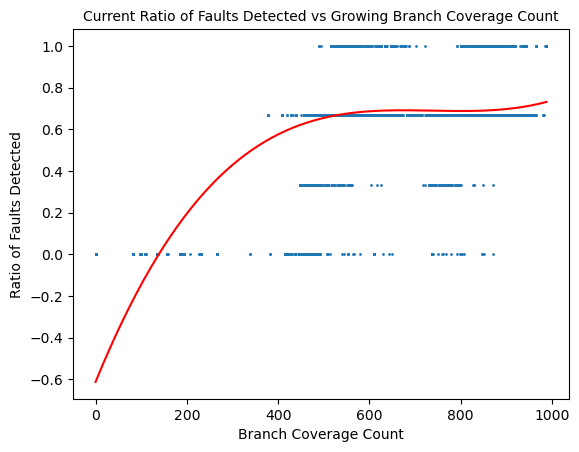 Current Ratio of Faults Detected vs Growing Branch Coverage Count
1.0
0.8
0.6
0.4
0.2
0.0
−0.2
−0.4
−0.6
Ratio of Faults Detected
0 200 400 600 800 1000
Branch Coverage Count